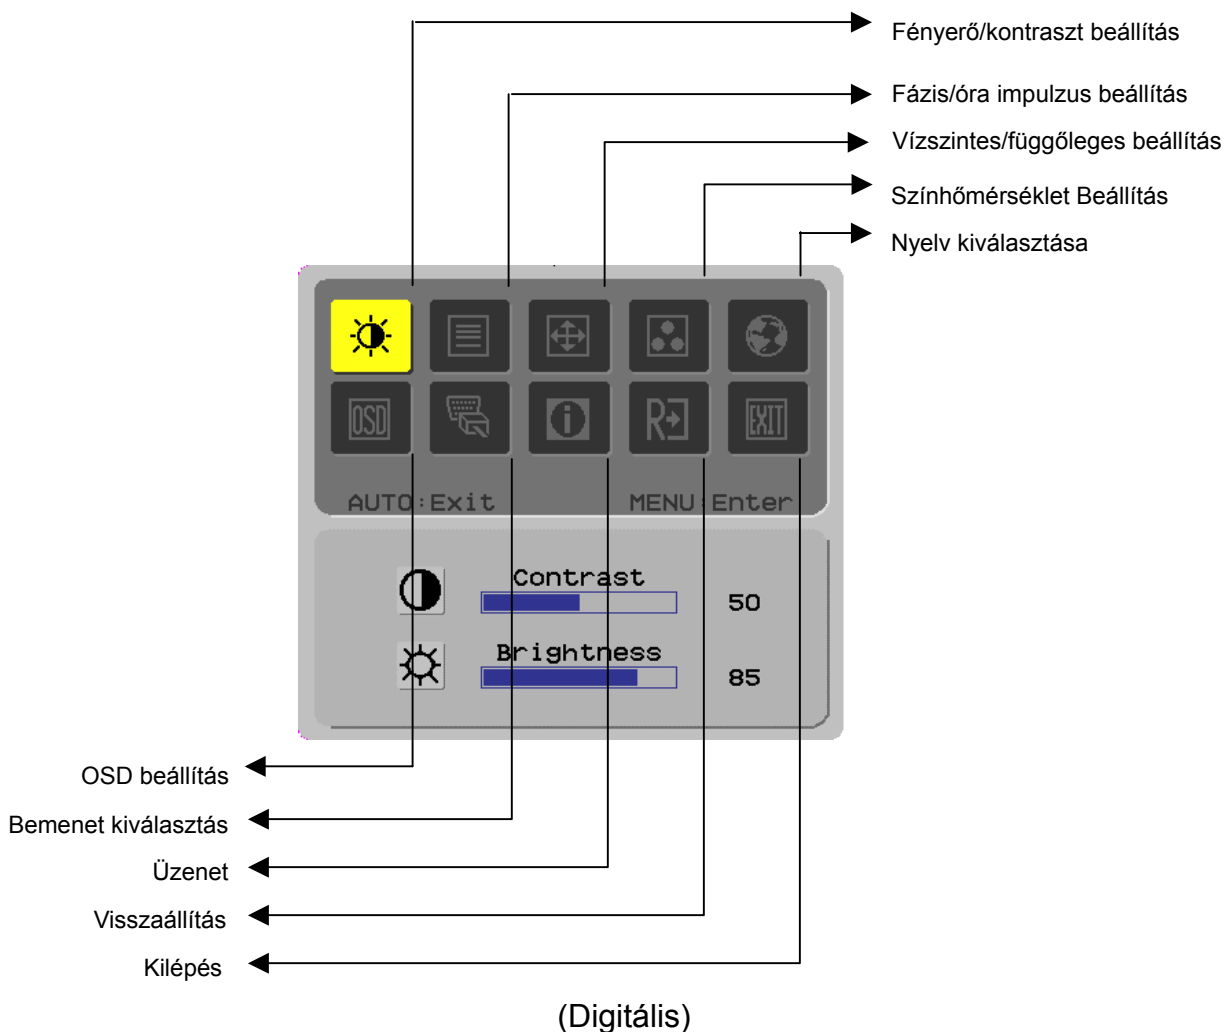 Fényerő/kontraszt beállítás
Fázis/óra impulzus beállítás
Vízszintes/függőleges beállítás
Színhőmérséklet Beállítás
Nyelv kiválasztása
OSD
R
EXIT
AUTO:Exit MENU:Enter
Contrast
50
Brightness
85
OSD beállítás
Bemenet kiválasztás
Üzenet
Visszaállítás
Kilépés
(Digitális)